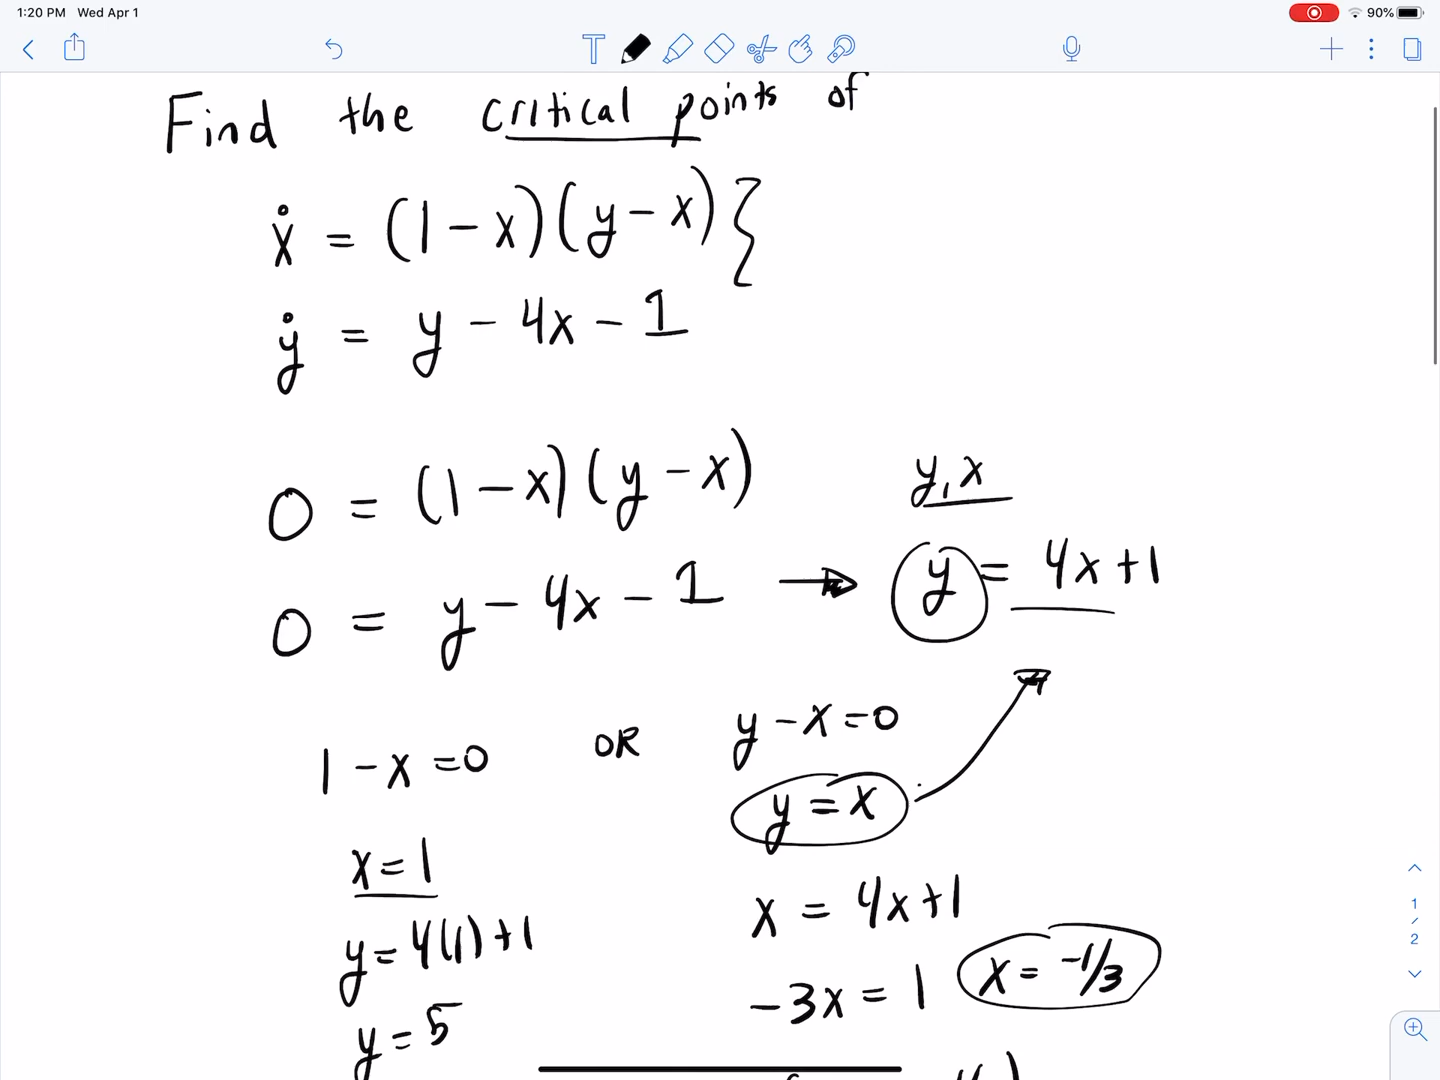 1:20 PM Wed Apr 1
90%
T
Find the critical points of
ẋ = (1-x)(y-x)}
ẏ = y - 4x - 1
0 = (1-x)(y-x)
y, x
0 = y - 4x - 1 → y = 4x+1
1-x=0 OR y-x=0
y=x
x=1
x = 4x+1
y=4(1)+1
-3x = 1 x = -1/3
y=5
1
/
2